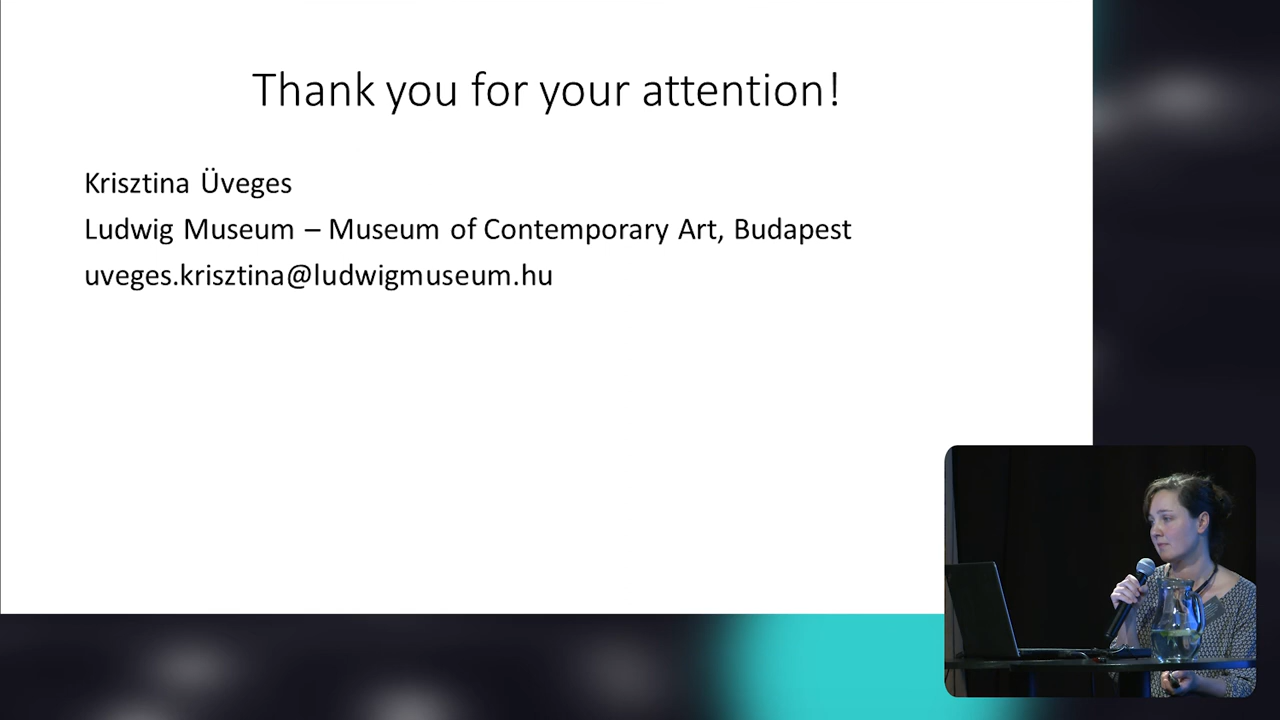 Thank you for your attention!
Krisztina Üveges
Ludwig Museum – Museum of Contemporary Art, Budapest
uveges.krisztina@ludwigmuseum.hu